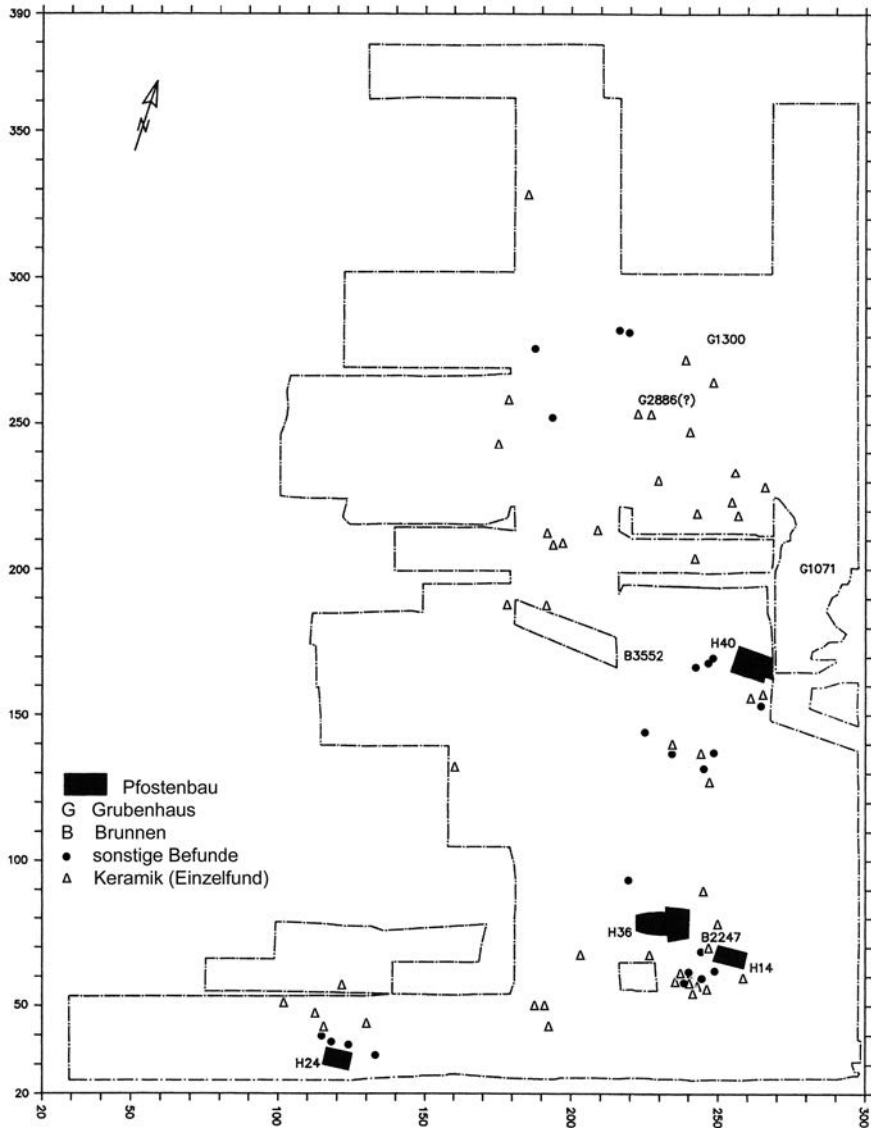 390
350
N
300
G1300
G2886(?)
250
200
G1071
H40
B3552
150
Pfostenbau
G Grubenhaus
B Brunnen
sonstige Befunde
Keramik (Einzelfund)
100
H36
B2247
H14
50
H24
20
20 50 100 150 200 250 300